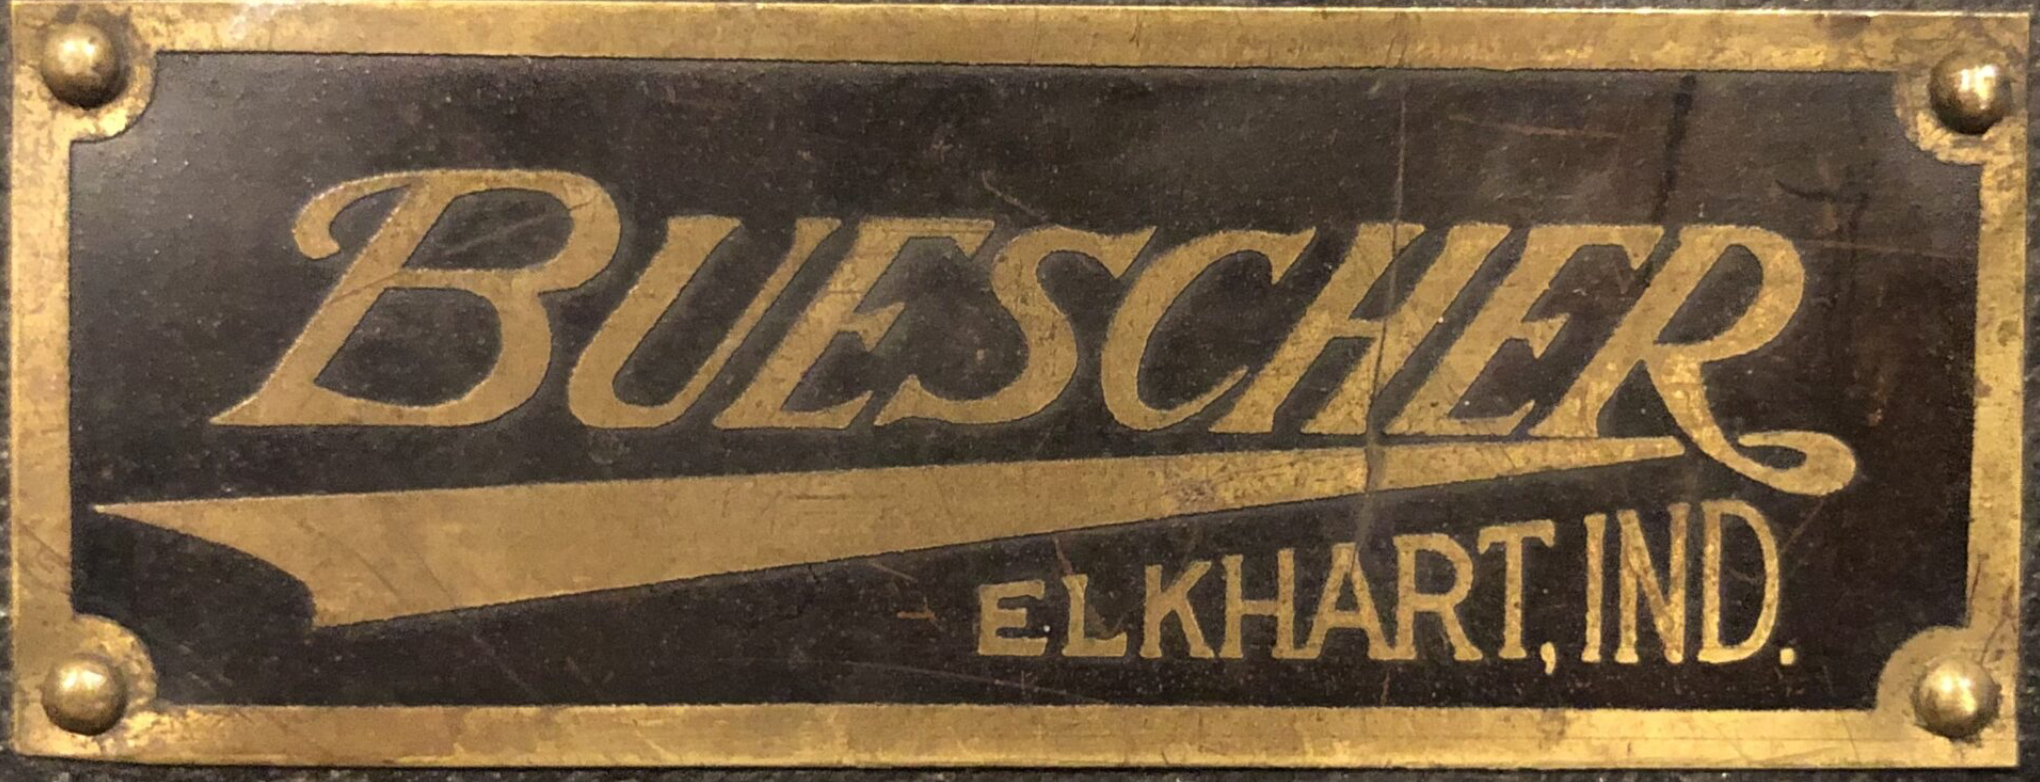 BUESCHER
ELKHART, IND.